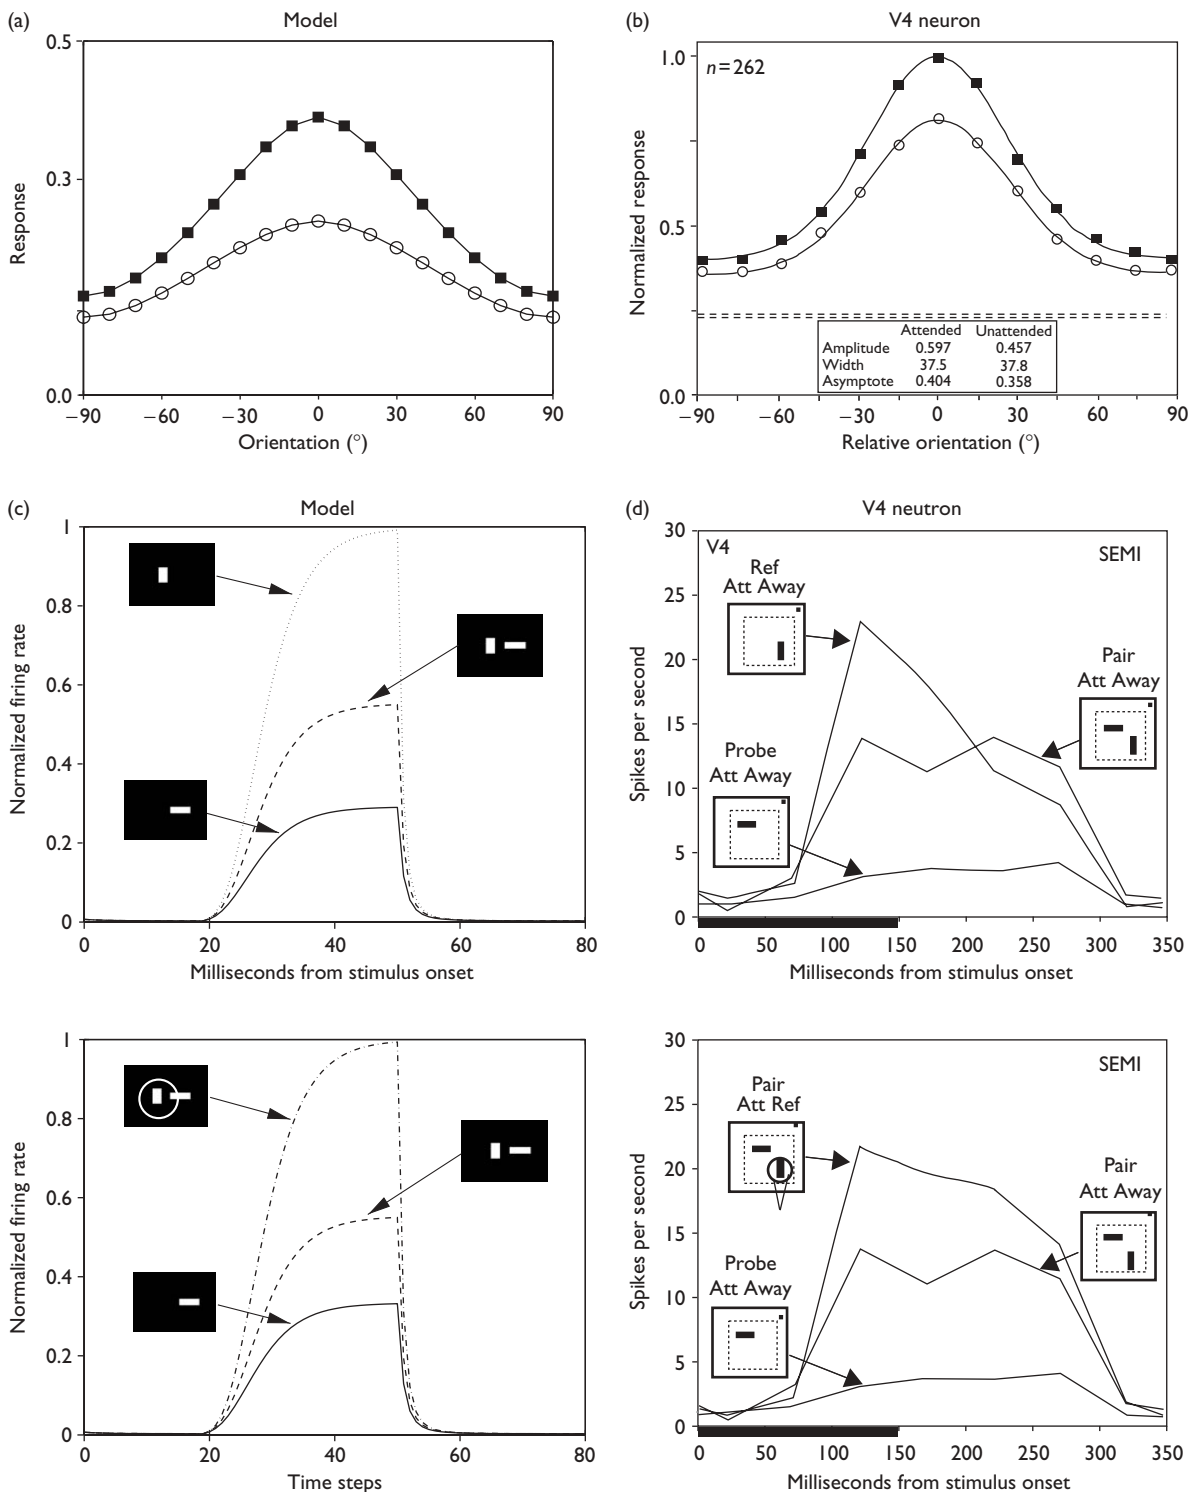 (a)
Model
0.5
0.3
0.0
Response
−90
−60
−30
0
30
60
90
Orientation (°)
(b)
V4 neuron
n=262
1.0
0.5
0.0
Normalized response
Attended Unattended
Amplitude 0.597 0.457
Width 37.5 37.8
Asymptote 0.404 0.358
−90
−60
−30
0
30
60
90
Relative orientation (°)
(c)
Model
1
0.8
0.6
0.4
0.2
0
Normalized firing rate
0
20
40
60
80
Milliseconds from stimulus onset
(d)
V4 neutron
V4
SEMI
30
25
20
15
10
5
0
Spikes per second
Ref
Att Away
Pair
Att Away
Probe
Att Away
0
50
100
150
200
250
300
350
Milliseconds from stimulus onset
1
0.8
0.6
0.4
0.2
0
Normalized firing rate
0
20
40
60
80
Time steps
SEMI
30
25
20
15
10
5
0
Spikes per second
Pair
Att Ref
Pair
Att Away
Probe
Att Away
0
50
100
150
200
250
300
350
Milliseconds from stimulus onset